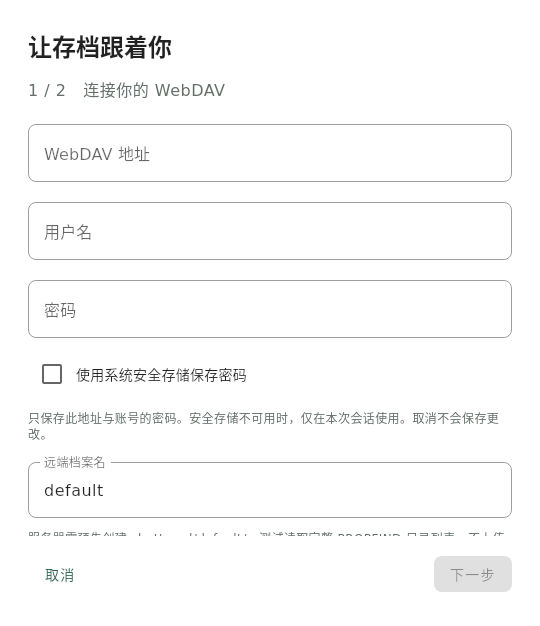 让存档跟着你
1 / 2 连接你的 WebDAV
WebDAV 地址
用户名
密码
使用系统安全存储保存密码
只保存此地址与账号的密码。安全存储不可用时，仅在本次会话使用。取消不会保存更
改。
远端档案名
default
取消
下一步